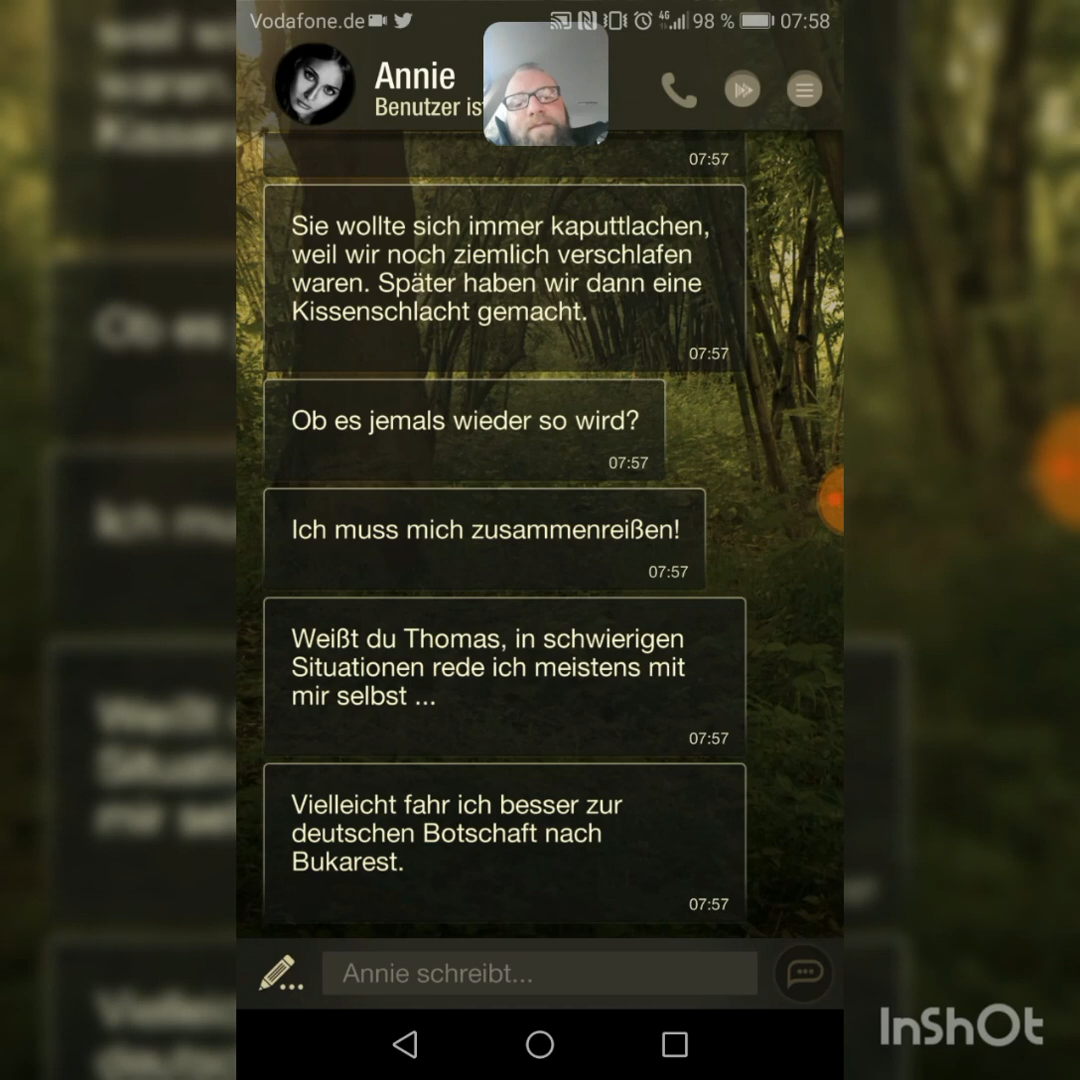 Vodafone.de
4G
98 %
07:58
Annie
Benutzer is
07:57
Sie wollte sich immer kaputtlachen,
weil wir noch ziemlich verschlafen
waren. Später haben wir dann eine
Kissenschlacht gemacht.
07:57
Ob es jemals wieder so wird?
07:57
Ich muss mich zusammenreißen!
07:57
Weißt du Thomas, in schwierigen
Situationen rede ich meistens mit
mir selbst ...
07:57
Vielleicht fahr ich besser zur
deutschen Botschaft nach
Bukarest.
07:57
Annie schreibt...
InShOt